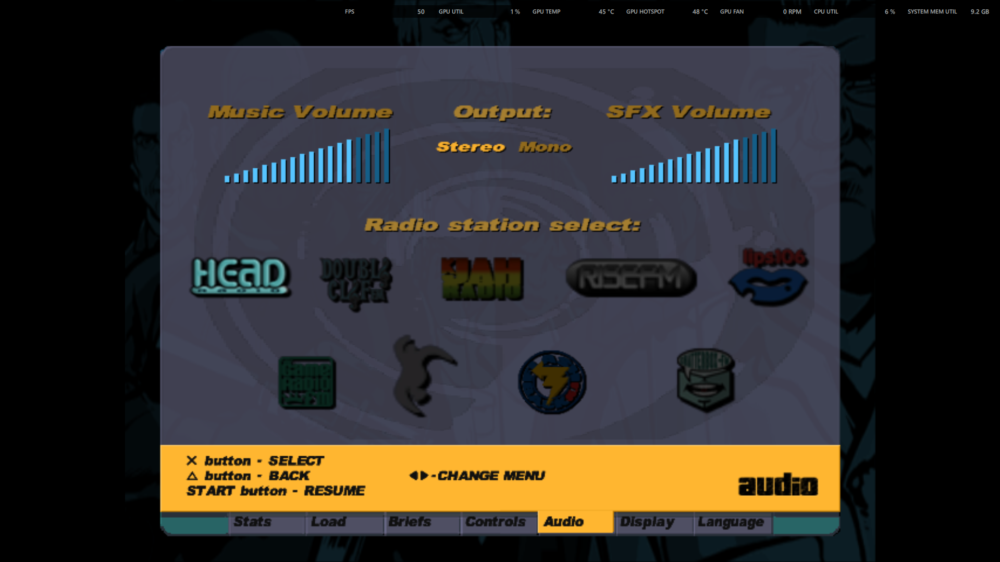 FPS 50 GPU UTIL 1 % GPU TEMP 45 °C GPU HOTSPOT 48 °C GPU FAN 0 RPM CPU UTIL 6 % SYSTEM MEM UTIL 9.2 GB
Music Volume Output: SFX Volume
Stereo Mono
Radio station select:
HEAD RADIO
DOUBLE CLEF FM
K-JAH RADIO
RISE FM
lips106
Game Radio FM
✕ button - SELECT
△ button - BACK
◀▶-CHANGE MENU
START button - RESUME
audio
Stats Load Briefs Controls Audio Display Language